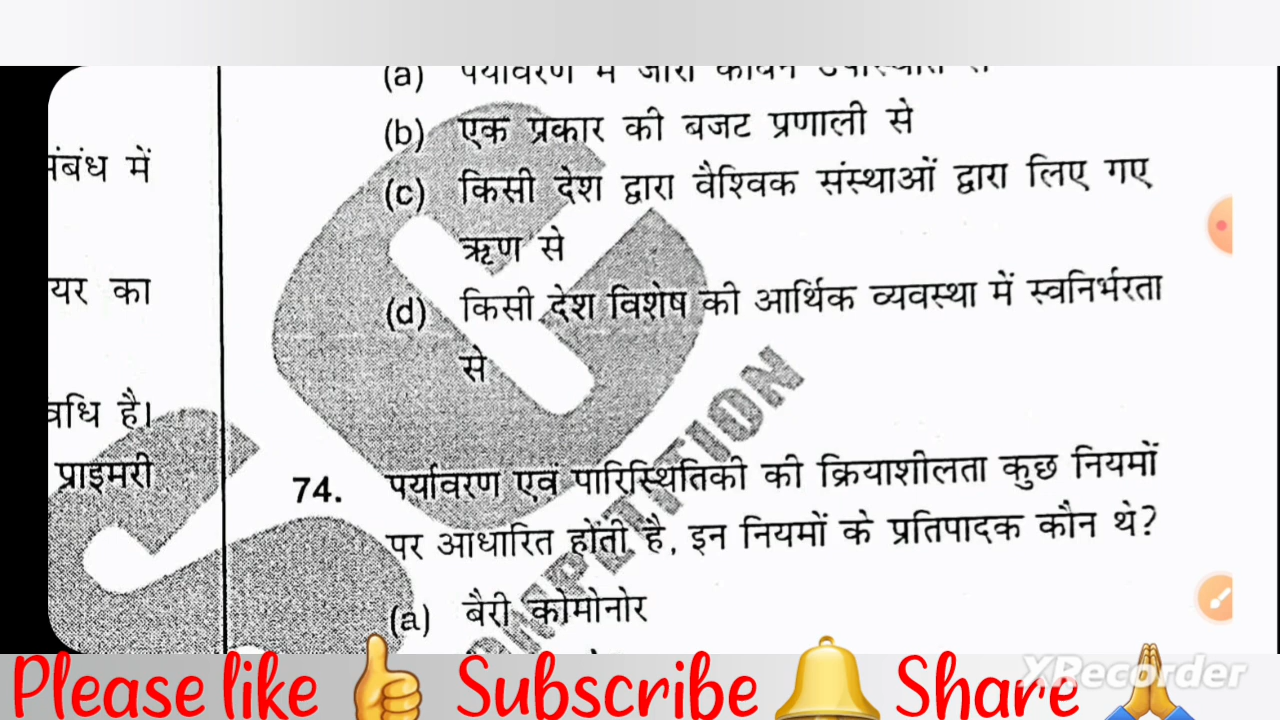 (a)
(b) एक प्रकार की बजट प्रणाली से
संबंध में
(c) किसी देश द्वारा वैश्विक संस्थाओं द्वारा लिए गए
ऋण से
यर का
(d) किसी देश विशेष की आर्थिक व्यवस्था में स्वनिर्भरता
से
वधि है।
प्राइमरी
74. पर्यावरण एवं पारिस्थितिकी की क्रियाशीलता कुछ नियमों
पर आधारित होंती है, इन नियमों के प्रतिपादक कौन थे?
(a) बैरी कोमोनोर
Please like Subscribe Share
XRecorder